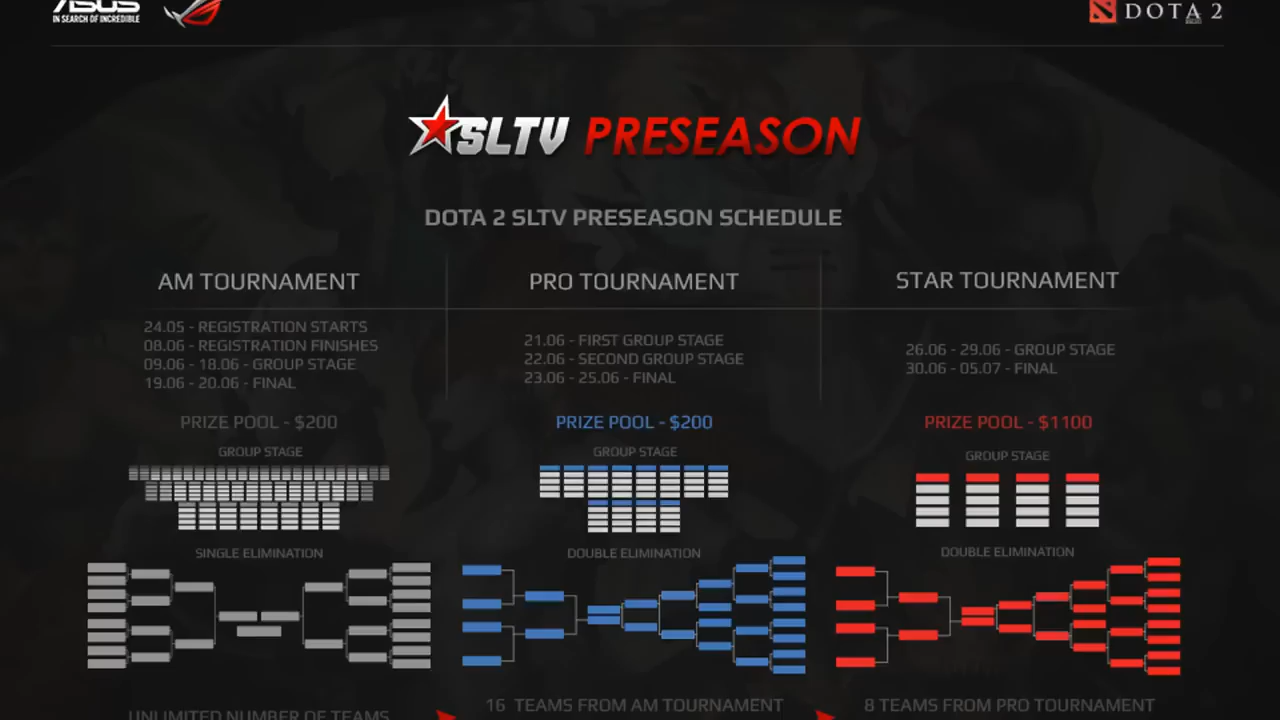 ASUS
IN SEARCH OF INCREDIBLE
DOTA 2
SLTV PRESEASON
DOTA 2 SLTV PRESEASON SCHEDULE
AM TOURNAMENT
24.05 - REGISTRATION STARTS
08.06 - REGISTRATION FINISHES
09.06 - 18.06 - GROUP STAGE
19.06 - 20.06 - FINAL
PRIZE POOL - $200
GROUP STAGE
SINGLE ELIMINATION
UNLIMITED NUMBER OF TEAMS
PRO TOURNAMENT
21.06 - FIRST GROUP STAGE
22.06 - SECOND GROUP STAGE
23.06 - 25.06 - FINAL
PRIZE POOL - $200
GROUP STAGE
DOUBLE ELIMINATION
16 TEAMS FROM AM TOURNAMENT
STAR TOURNAMENT
26.06 - 29.06 - GROUP STAGE
30.06 - 05.07 - FINAL
PRIZE POOL - $1100
GROUP STAGE
DOUBLE ELIMINATION
8 TEAMS FROM PRO TOURNAMENT